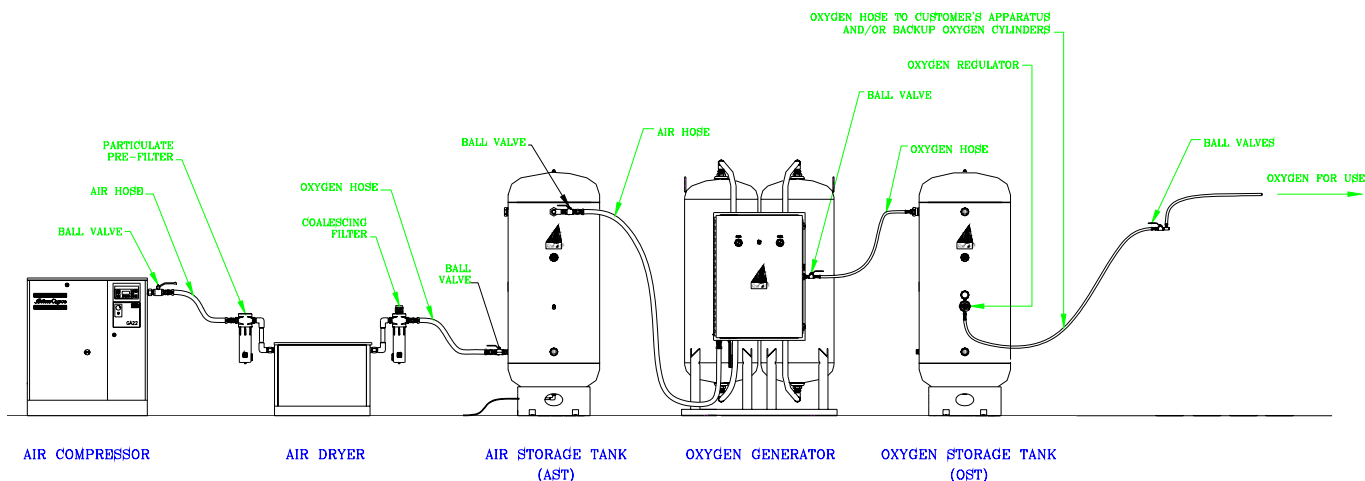 OXYGEN HOSE TO CUSTOMER'S APPARATUS
AND/OR BACKUP OXYGEN CYLINDERS
OXYGEN REGULATOR
BALL VALVE
AIR HOSE
BALL VALVE
OXYGEN HOSE
BALL VALVES
PARTICULATE
PRE-FILTER
OXYGEN FOR USE
AIR HOSE
OXYGEN HOSE
COALESCING
FILTER
BALL VALVE
BALL
VALVE
GA22
AIR COMPRESSOR
AIR DRYER
AIR STORAGE TANK
(AST)
OXYGEN GENERATOR
OXYGEN STORAGE TANK
(OST)